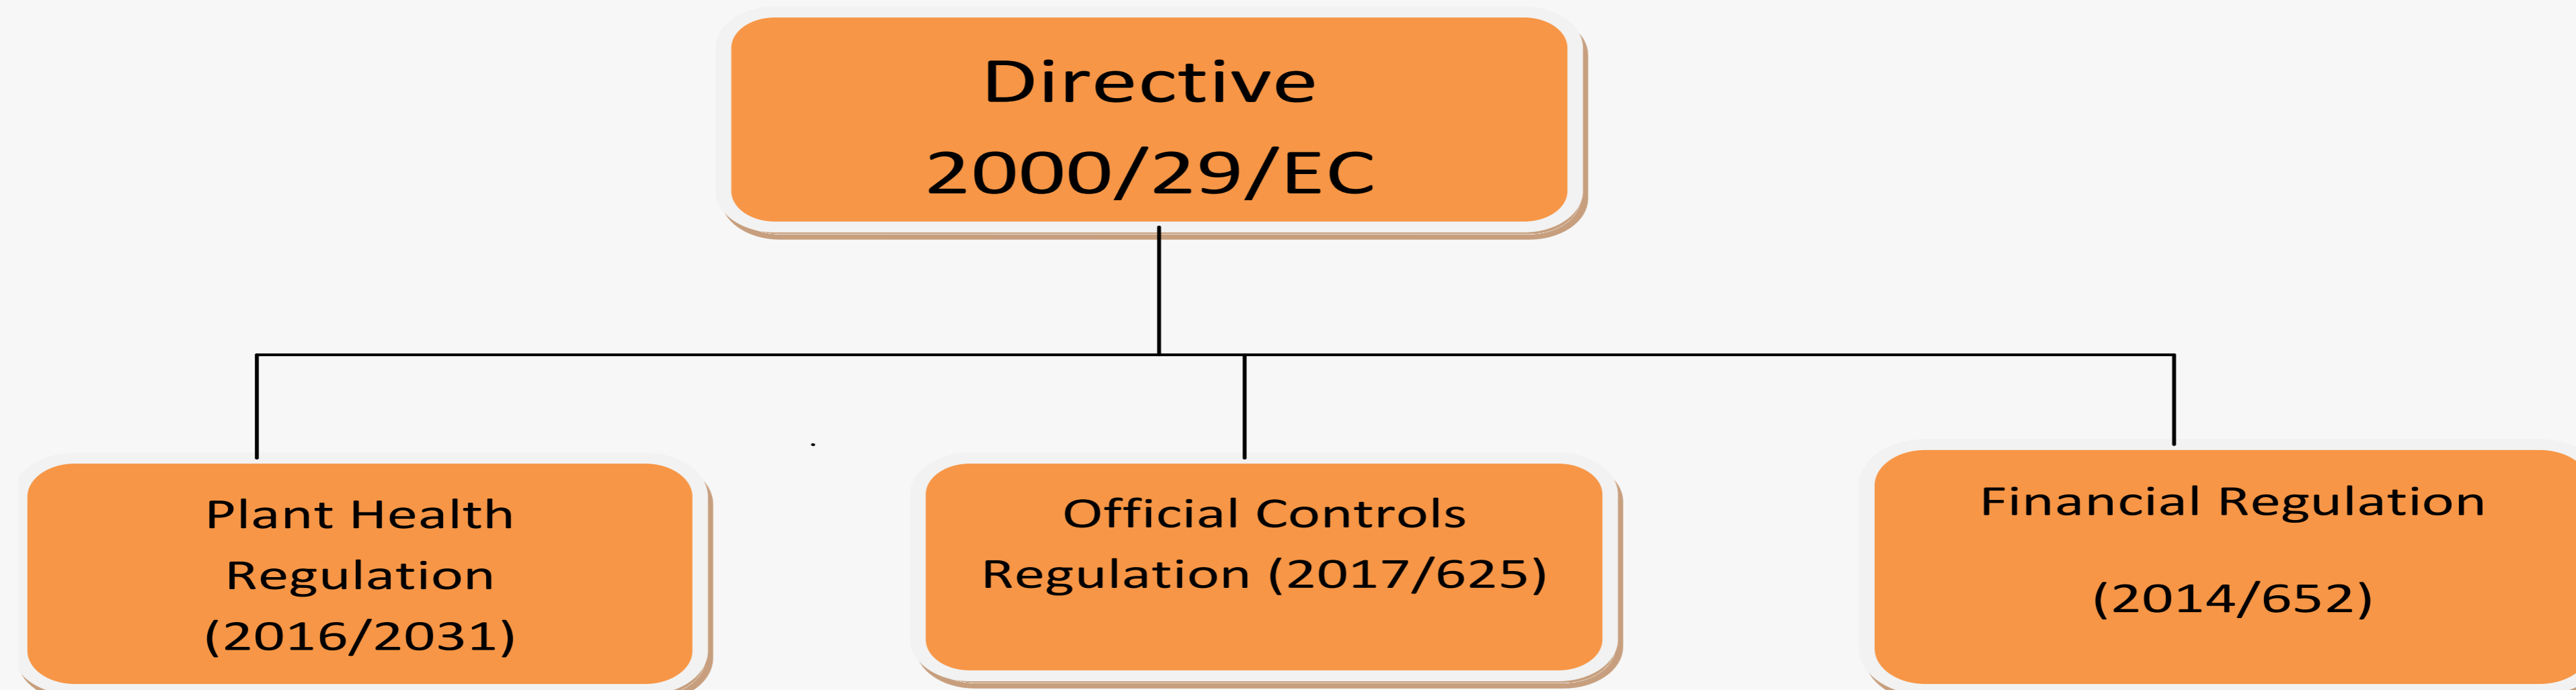 Directive
2000/29/EC
Plant Health
Regulation
(2016/2031)
Official Controls
Regulation (2017/625)
Financial Regulation
(2014/652)